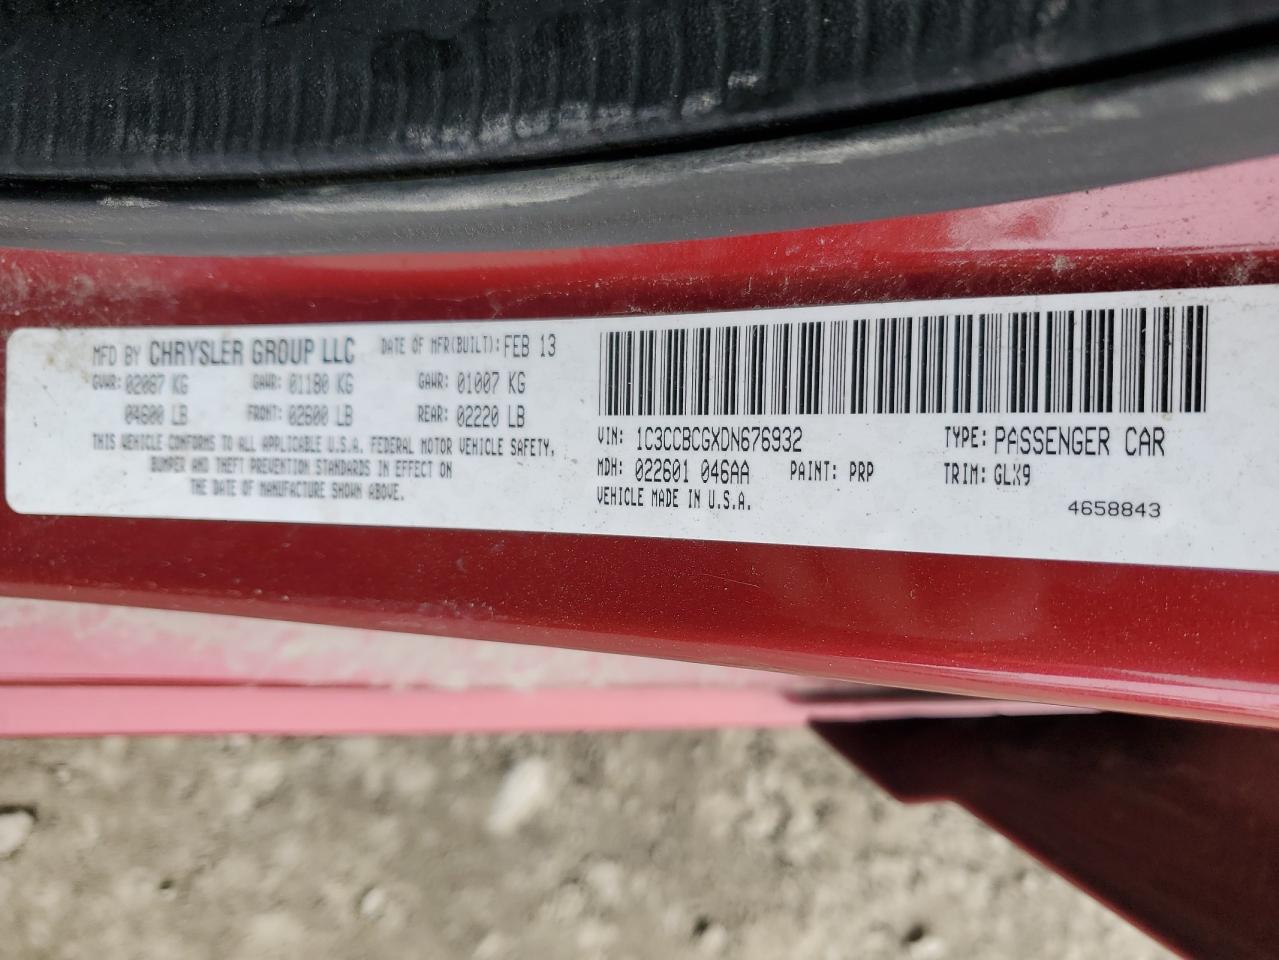 MFD BY CHRYSLER GROUP LLC DATE OF MFR(BUILT): FEB 13
GVWR: 02087 KG GAWR: 01180 KG GAWR: 01007 KG
04600 LB FRONT: 02600 LB REAR: 02220 LB
THIS VEHICLE CONFORMS TO ALL APPLICABLE U.S.A. FEDERAL MOTOR VEHICLE SAFETY,
BUMPER AND THEFT PREVENTION STANDARDS IN EFFECT ON
THE DATE OF MANUFACTURE SHOWN ABOVE.
VIN: 1C3CCBCGXDN676932 TYPE: PASSENGER CAR
MDH: 022601 046AA PAINT: PRP TRIM: GLX9
VEHICLE MADE IN U.S.A. 4658843